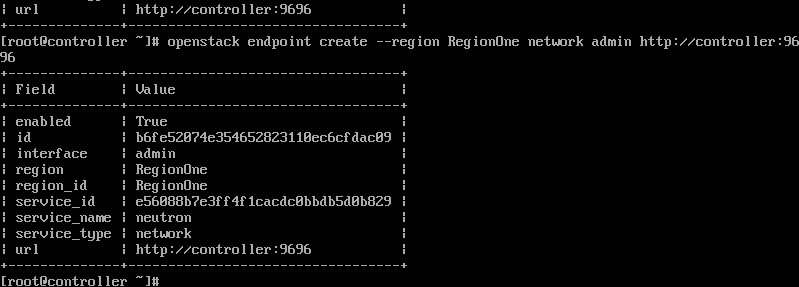 | url          | http://controller:9696           |
+--------------+----------------------------------+
[root@controller ~]# openstack endpoint create --region RegionOne network admin http://controller:96
96
+--------------+----------------------------------+
| Field        | Value                            |
+--------------+----------------------------------+
| enabled      | True                             |
| id           | b6fe52074e354652823110ec6cfdac09 |
| interface    | admin                            |
| region       | RegionOne                        |
| region_id    | RegionOne                        |
| service_id   | e56088b7e3ff4f1cacdc0bbdb5d0b829 |
| service_name | neutron                          |
| service_type | network                          |
| url          | http://controller:9696           |
+--------------+----------------------------------+
[root@controller ~]#